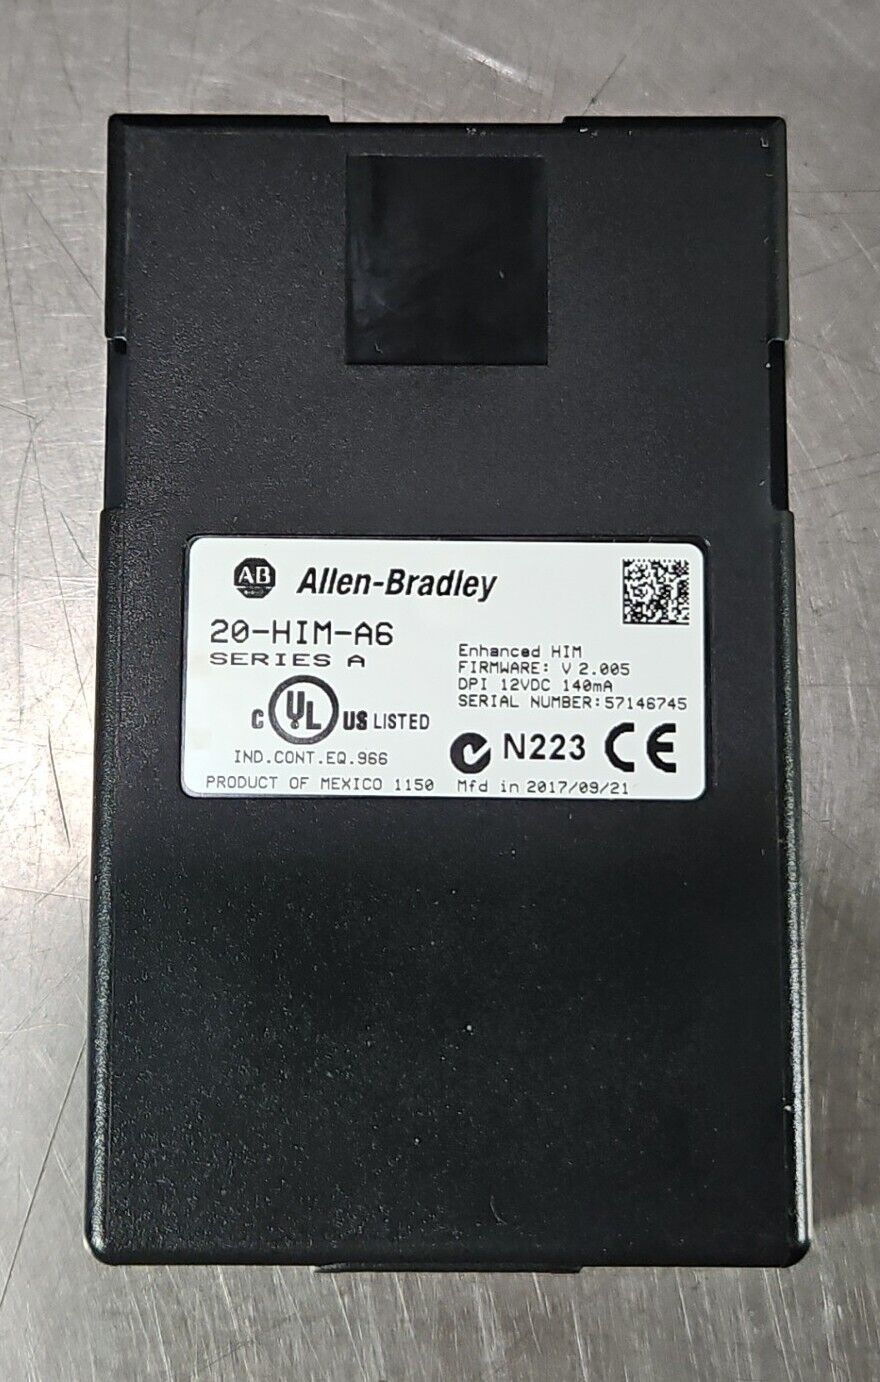 AB Allen-Bradley
20-HIM-A6
SERIES A
Enhanced HIM
FIRMWARE: V 2.005
DPI 12VDC 140mA
SERIAL NUMBER:57146745
C UL US LISTED
IND.CONT.EQ.966
N223 CE
PRODUCT OF MEXICO 1150 Mfd in 2017/09/21